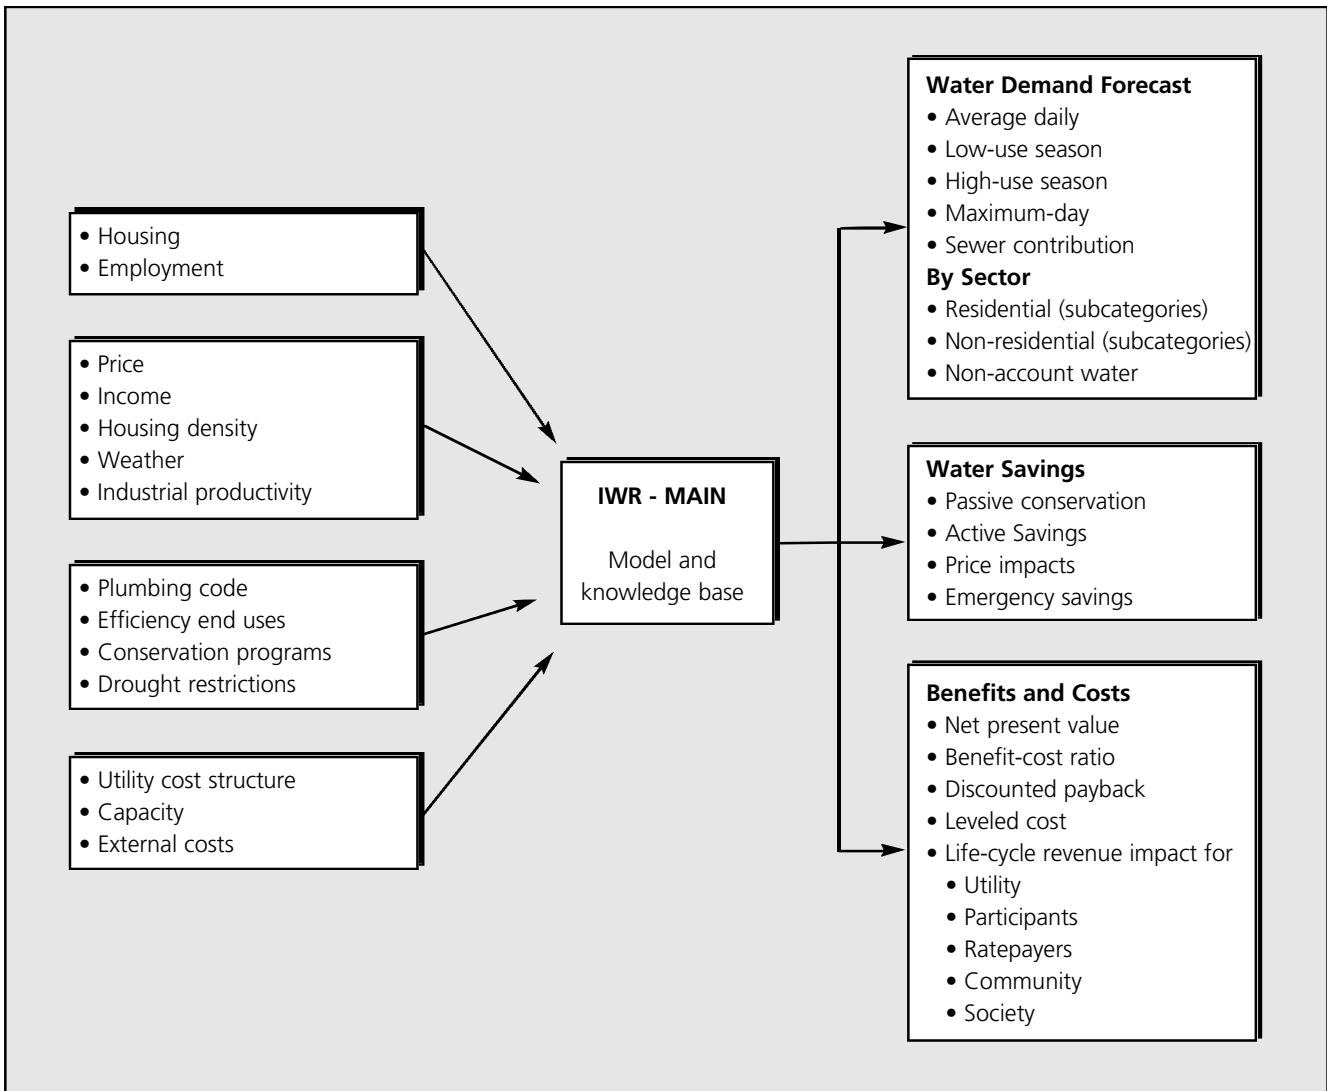 • Housing
• Employment
• Price
• Income
• Housing density
• Weather
• Industrial productivity
• Plumbing code
• Efficiency end uses
• Conservation programs
• Drought restrictions
• Utility cost structure
• Capacity
• External costs
IWR - MAIN
Model and
knowledge base
Water Demand Forecast
• Average daily
• Low-use season
• High-use season
• Maximum-day
• Sewer contribution
By Sector
• Residential (subcategories)
• Non-residential (subcategories)
• Non-account water
Water Savings
• Passive conservation
• Active Savings
• Price impacts
• Emergency savings
Benefits and Costs
• Net present value
• Benefit-cost ratio
• Discounted payback
• Leveled cost
• Life-cycle revenue impact for
• Utility
• Participants
• Ratepayers
• Community
• Society